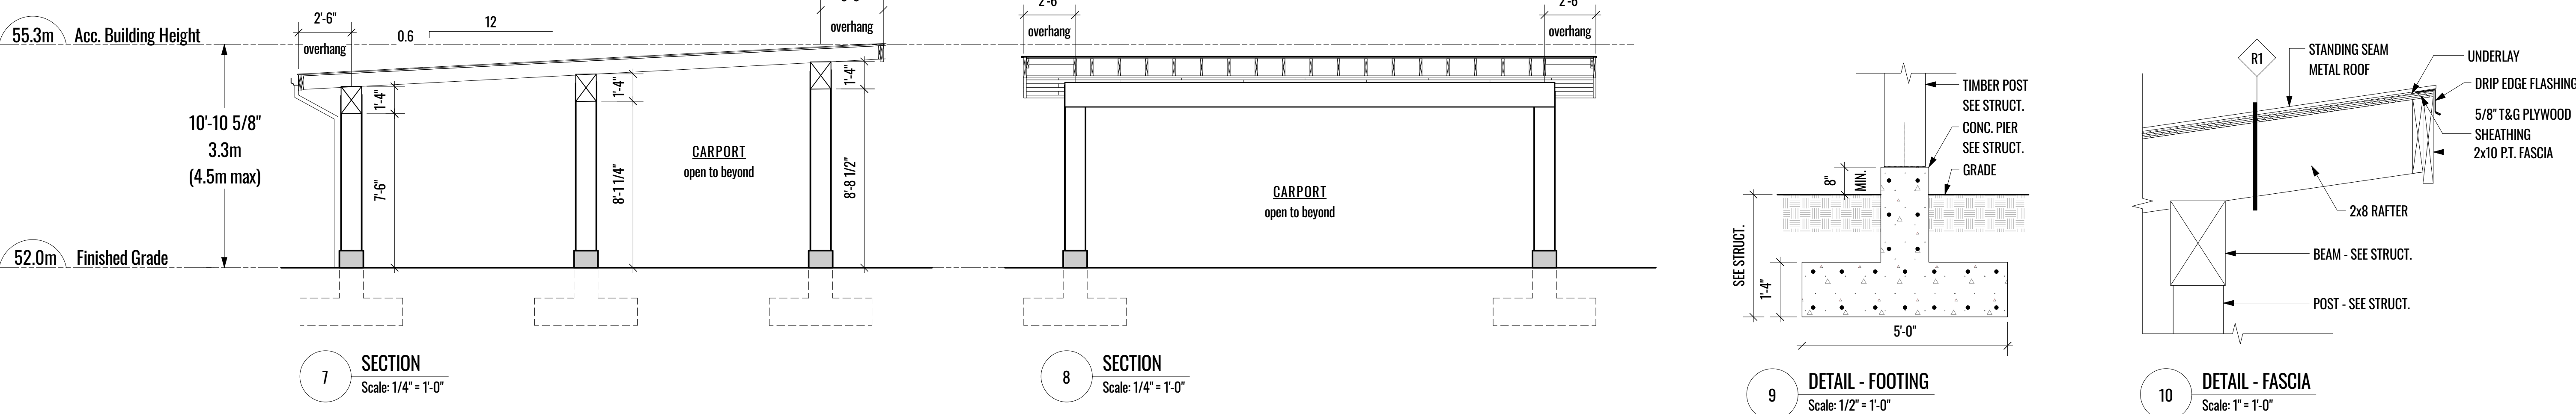 55.3m Acc. Building Height
2'-6"
overhang
0.6
12
overhang
10'-10 5/8"
3.3m
(4.5m max)
1'-4"
7'-6"
1'-4"
8'-1 1/4"
CARPORT
open to beyond
1'-4"
8'-8 1/2"
52.0m Finished Grade
7
SECTION
Scale: 1/4" = 1'-0"
2'-6"
overhang
2'-6"
overhang
CARPORT
open to beyond
8
SECTION
Scale: 1/4" = 1'-0"
TIMBER POST
SEE STRUCT.
CONC. PIER
SEE STRUCT.
GRADE
8"
MIN.
SEE STRUCT.
1'-4"
5'-0"
9
DETAIL - FOOTING
Scale: 1/2" = 1'-0"
R1
STANDING SEAM
METAL ROOF
UNDERLAY
DRIP EDGE FLASHING
5/8" T&G PLYWOOD
SHEATHING
2x10 P.T. FASCIA
2x8 RAFTER
BEAM - SEE STRUCT.
POST - SEE STRUCT.
10
DETAIL - FASCIA
Scale: 1" = 1'-0"